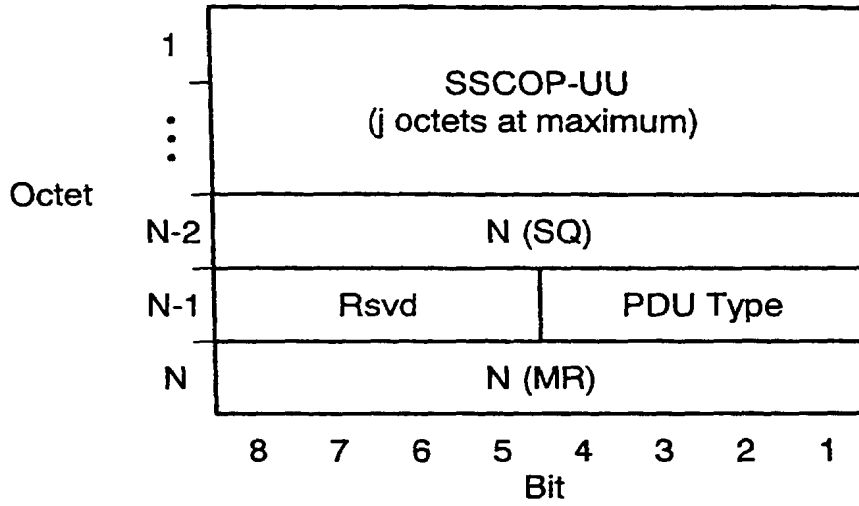 1
SSCOP-UU
(j octets at maximum)
Octet
N-2 N (SQ)
N-1 Rsvd PDU Type
N N (MR)
8 7 6 5 4 3 2 1
Bit